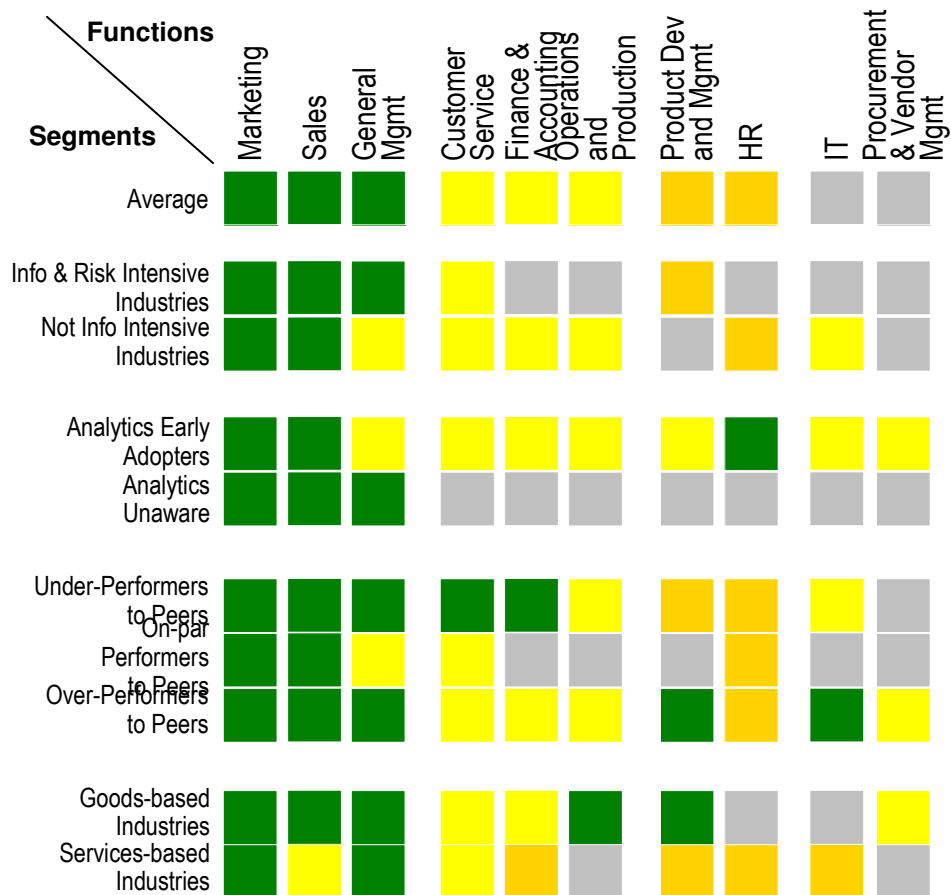 Functions
Segments
Marketing
Sales
General
Mgmt
Customer
Service
Finance &
Accounting
Operations
and
Production
Product Dev
and Mgmt
HR
IT
Procurement
& Vendor
Mgmt
Average
Info & Risk Intensive
Industries
Not Info Intensive
Industries
Analytics Early
Adopters
Analytics
Unaware
Under-Performers
to Peers
On-par
Performers
to Peers
Over-Performers
to Peers
Goods-based
Industries
Services-based
Industries